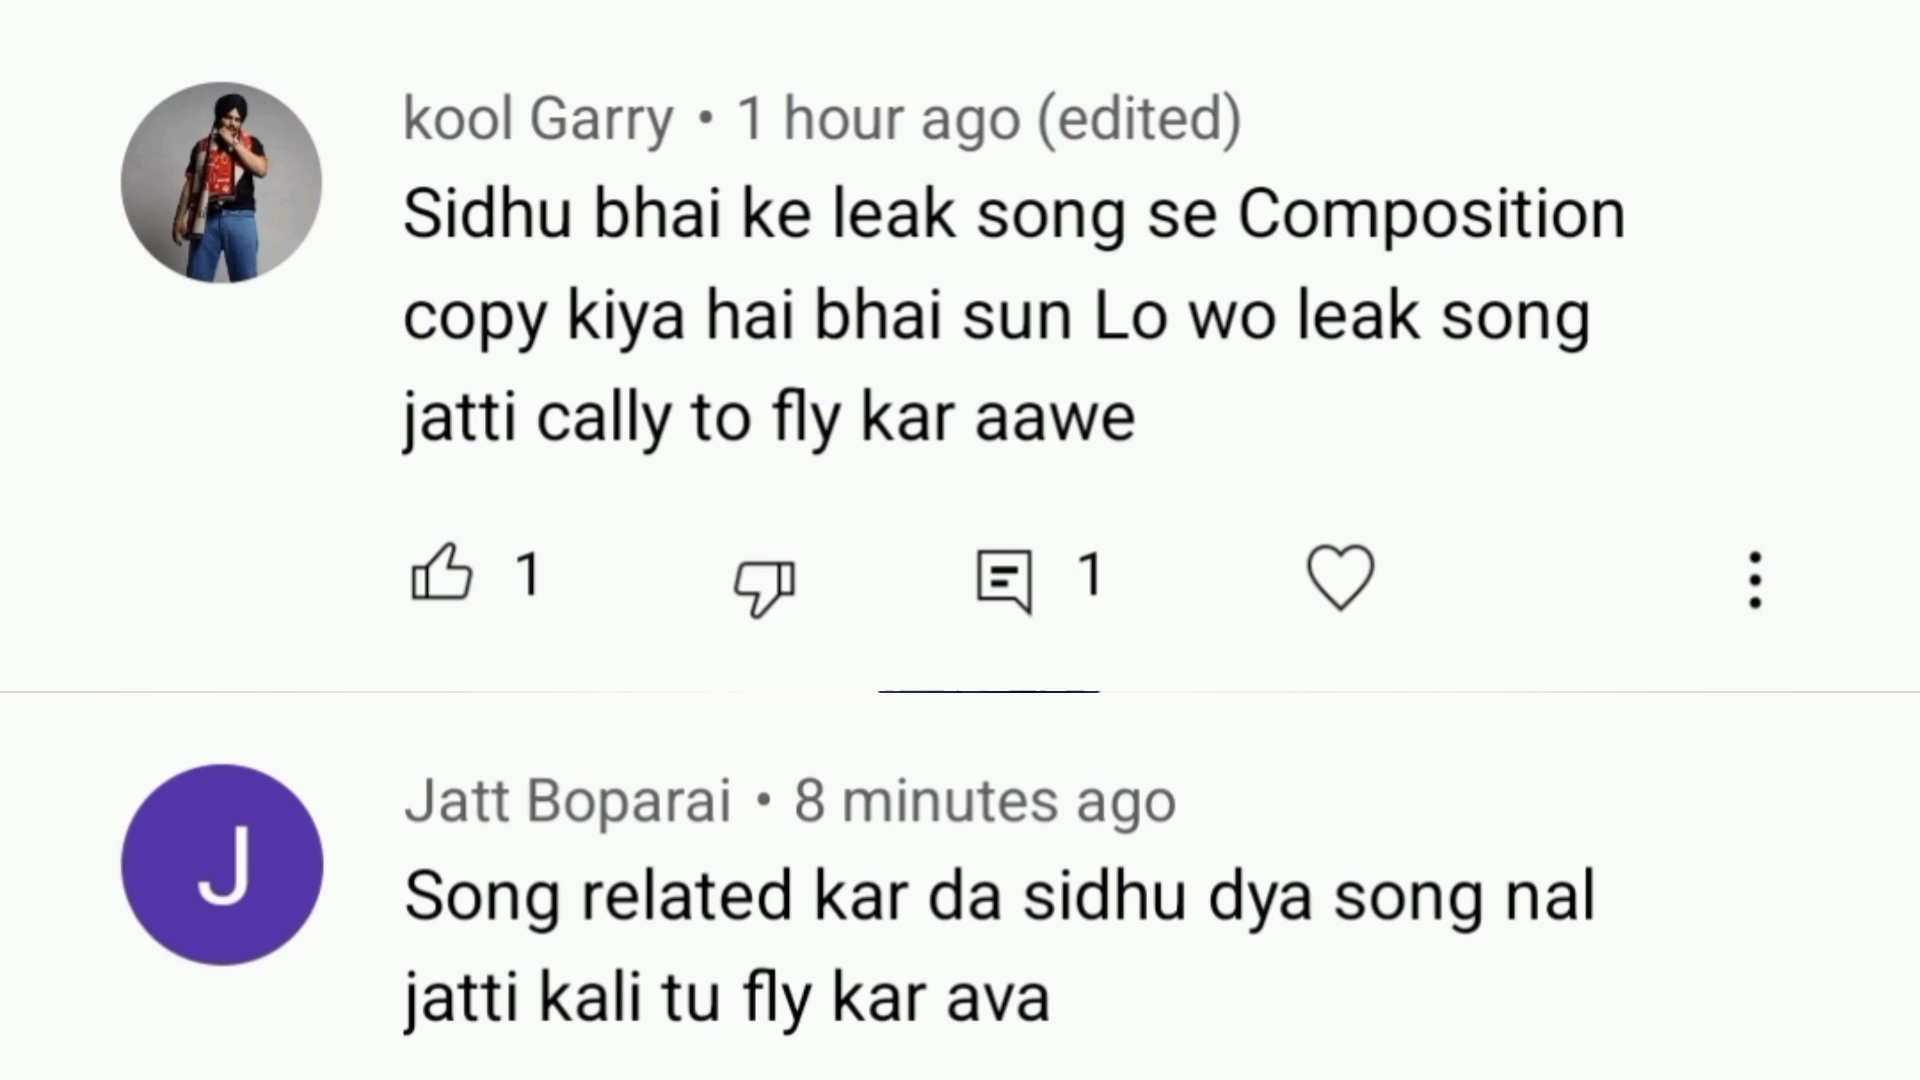 kool Garry • 1 hour ago (edited)
Sidhu bhai ke leak song se Composition
copy kiya hai bhai sun Lo wo leak song
jatti cally to fly kar aawe
1 1
J
Jatt Boparai • 8 minutes ago
Song related kar da sidhu dya song nal
jatti kali tu fly kar ava